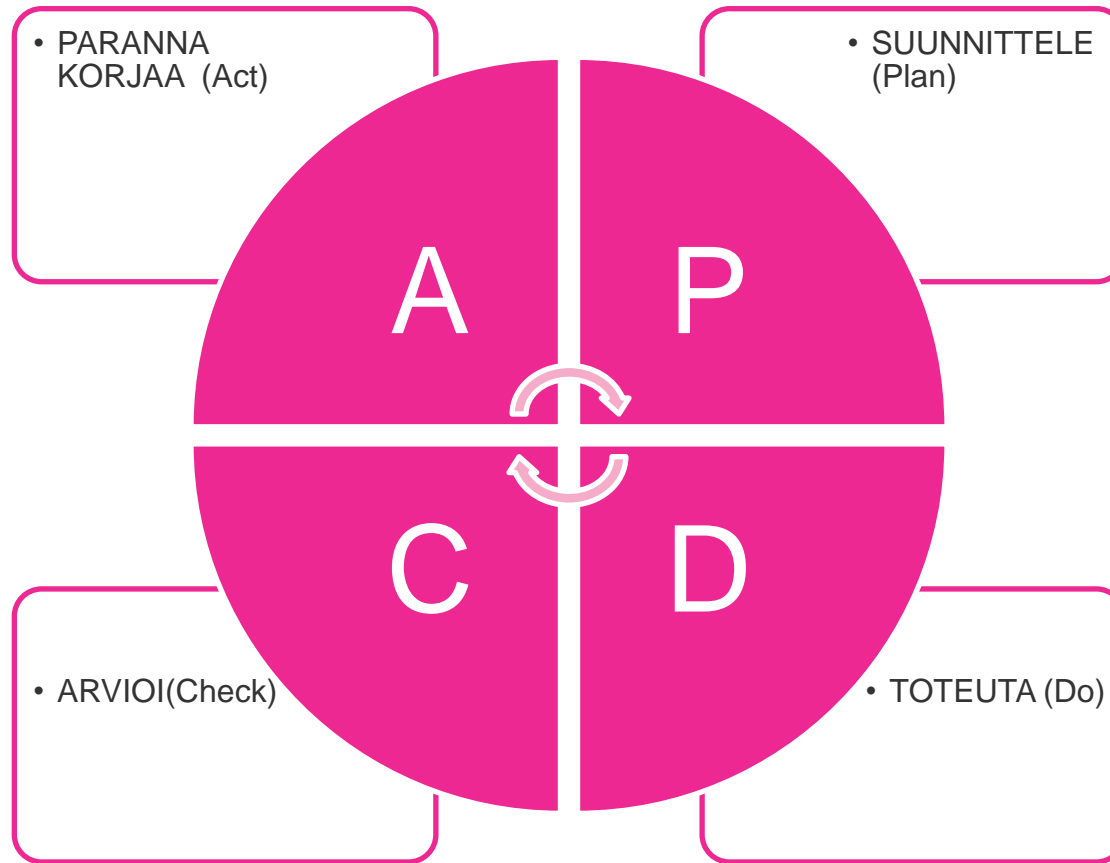 • PARANNA
KORJAA (Act)
• SUUNNITTELE
(Plan)
A
P
C
D
• ARVIOI(Check)
• TOTEUTA (Do)